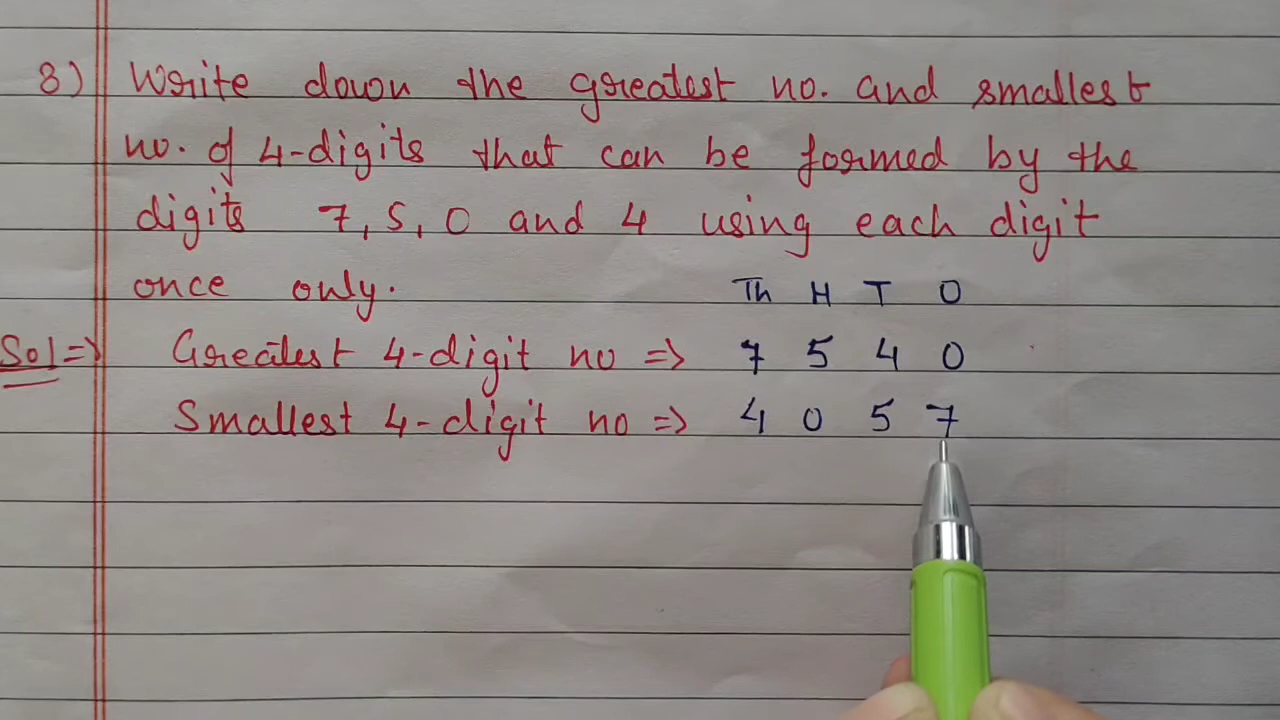 8) Write down the greatest no. and smallest
no. of 4-digits that can be formed by the
digits 7, 5, 0 and 4 using each digit
once only. Th H T O
Sol => Greatest 4-digit no => 7 5 4 0
Smallest 4-digit no => 4 0 5 7